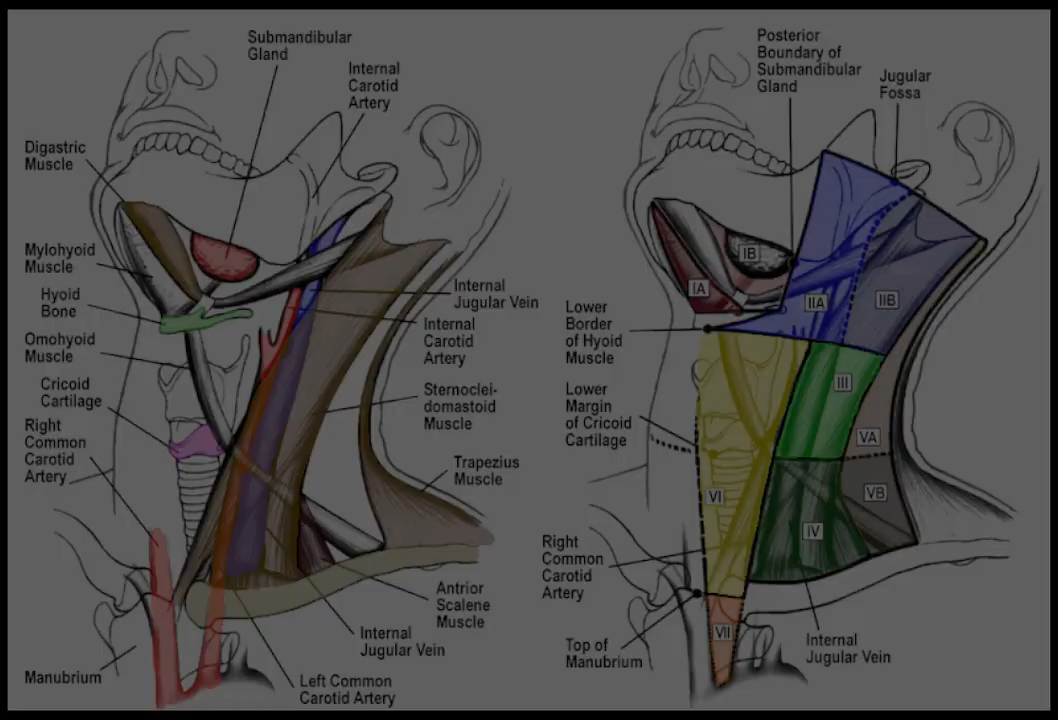 Submandibular
Gland
Internal
Carotid
Artery
Digastric
Muscle
Mylohyoid
Muscle
Hyoid
Bone
Omohyoid
Muscle
Cricoid
Cartilage
Right
Common
Carotid
Artery
Manubrium
Internal
Jugular Vein
Internal
Carotid
Artery
Sternoclei-
domastoid
Muscle
Trapezius
Muscle
Antrior
Scalene
Muscle
Internal
Jugular Vein
Left Common
Carotid Artery
Posterior
Boundary of
Submandibular
Gland
Jugular
Fossa
IB
IA
IIA
IIB
Lower
Border
of Hyoid
Muscle
III
Lower
Margin
of Cricoid
Cartilage
VA
VB
VI
IV
Right
Common
Carotid
Artery
VII
Top of
Manubrium
Internal
Jugular Vein